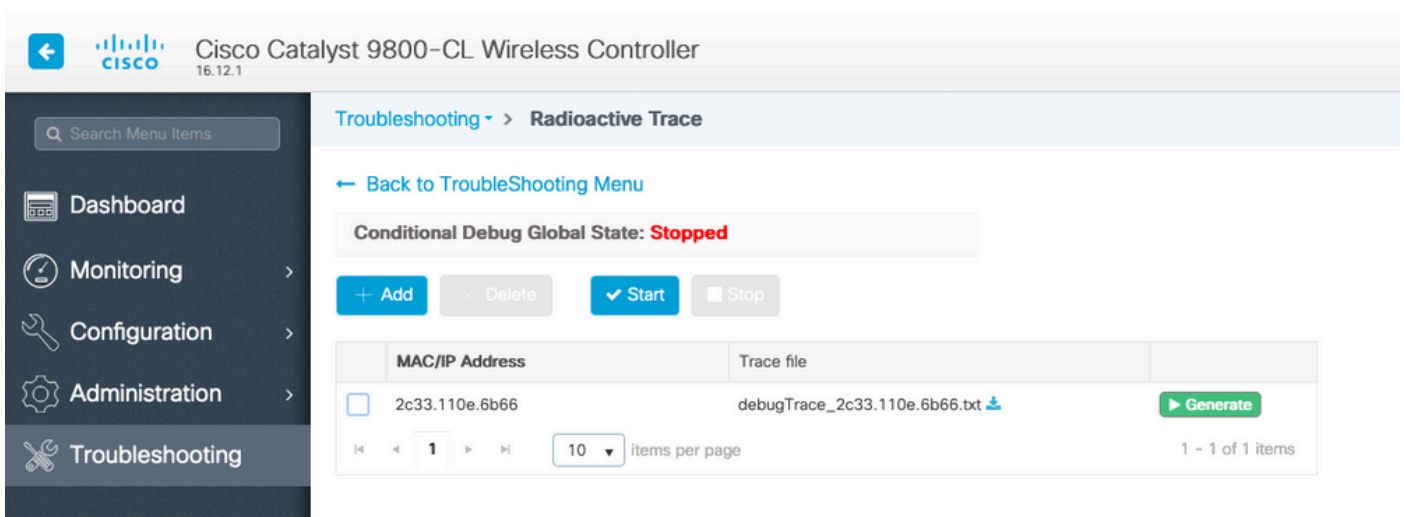 CISCO
Cisco Catalyst 9800-CL Wireless Controller
16.12.1
Search Menu Items
Dashboard
Monitoring
Configuration
Administration
Troubleshooting
Troubleshooting > Radioactive Trace
← Back to TroubleShooting Menu
Conditional Debug Global State: Stopped
+ Add × Delete ✔ Start Stop
MAC/IP Address Trace file
2c33.110e.6b66 debugTrace_2c33.110e.6b66.txt Generate
1 10 items per page 1 - 1 of 1 items